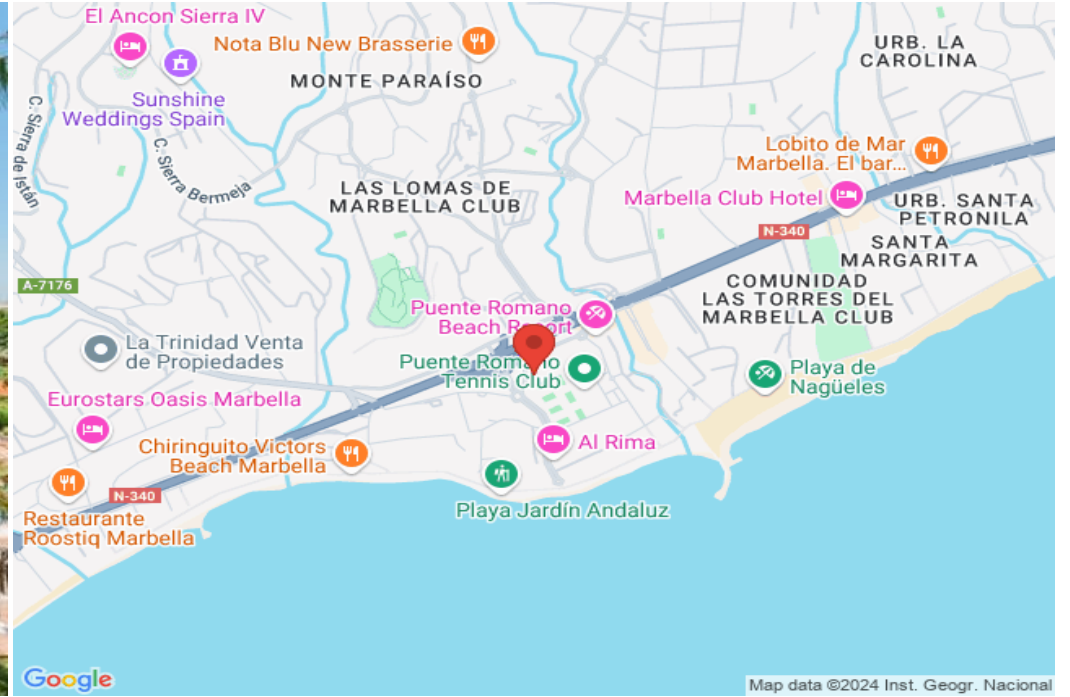 El Ancon Sierra IV
Nota Blu New Brasserie
URB. LA
CAROLINA
MONTE PARAÍSO
Sunshine
Weddings Spain
C. Sierra de Istán
C. Sierra Bermeja
Lobito de Mar
Marbella. El bar...
LAS LOMAS DE
MARBELLA CLUB
Marbella Club Hotel
URB. SANTA
PETRONILA
N-340
SANTA
MARGARITA
A-7176
COMUNIDAD
LAS TORRES DEL
MARBELLA CLUB
Puente Romano
Beach Resort
La Trinidad Venta
de Propiedades
Puente Romano
Tennis Club
Playa de
Nagüeles
Eurostars Oasis Marbella
Chiringuito Victors
Beach Marbella
Al Rima
N-340
Playa Jardín Andaluz
Restaurante
Roostiq Marbella
Google
Map data ©2024 Inst. Geogr. Nacional